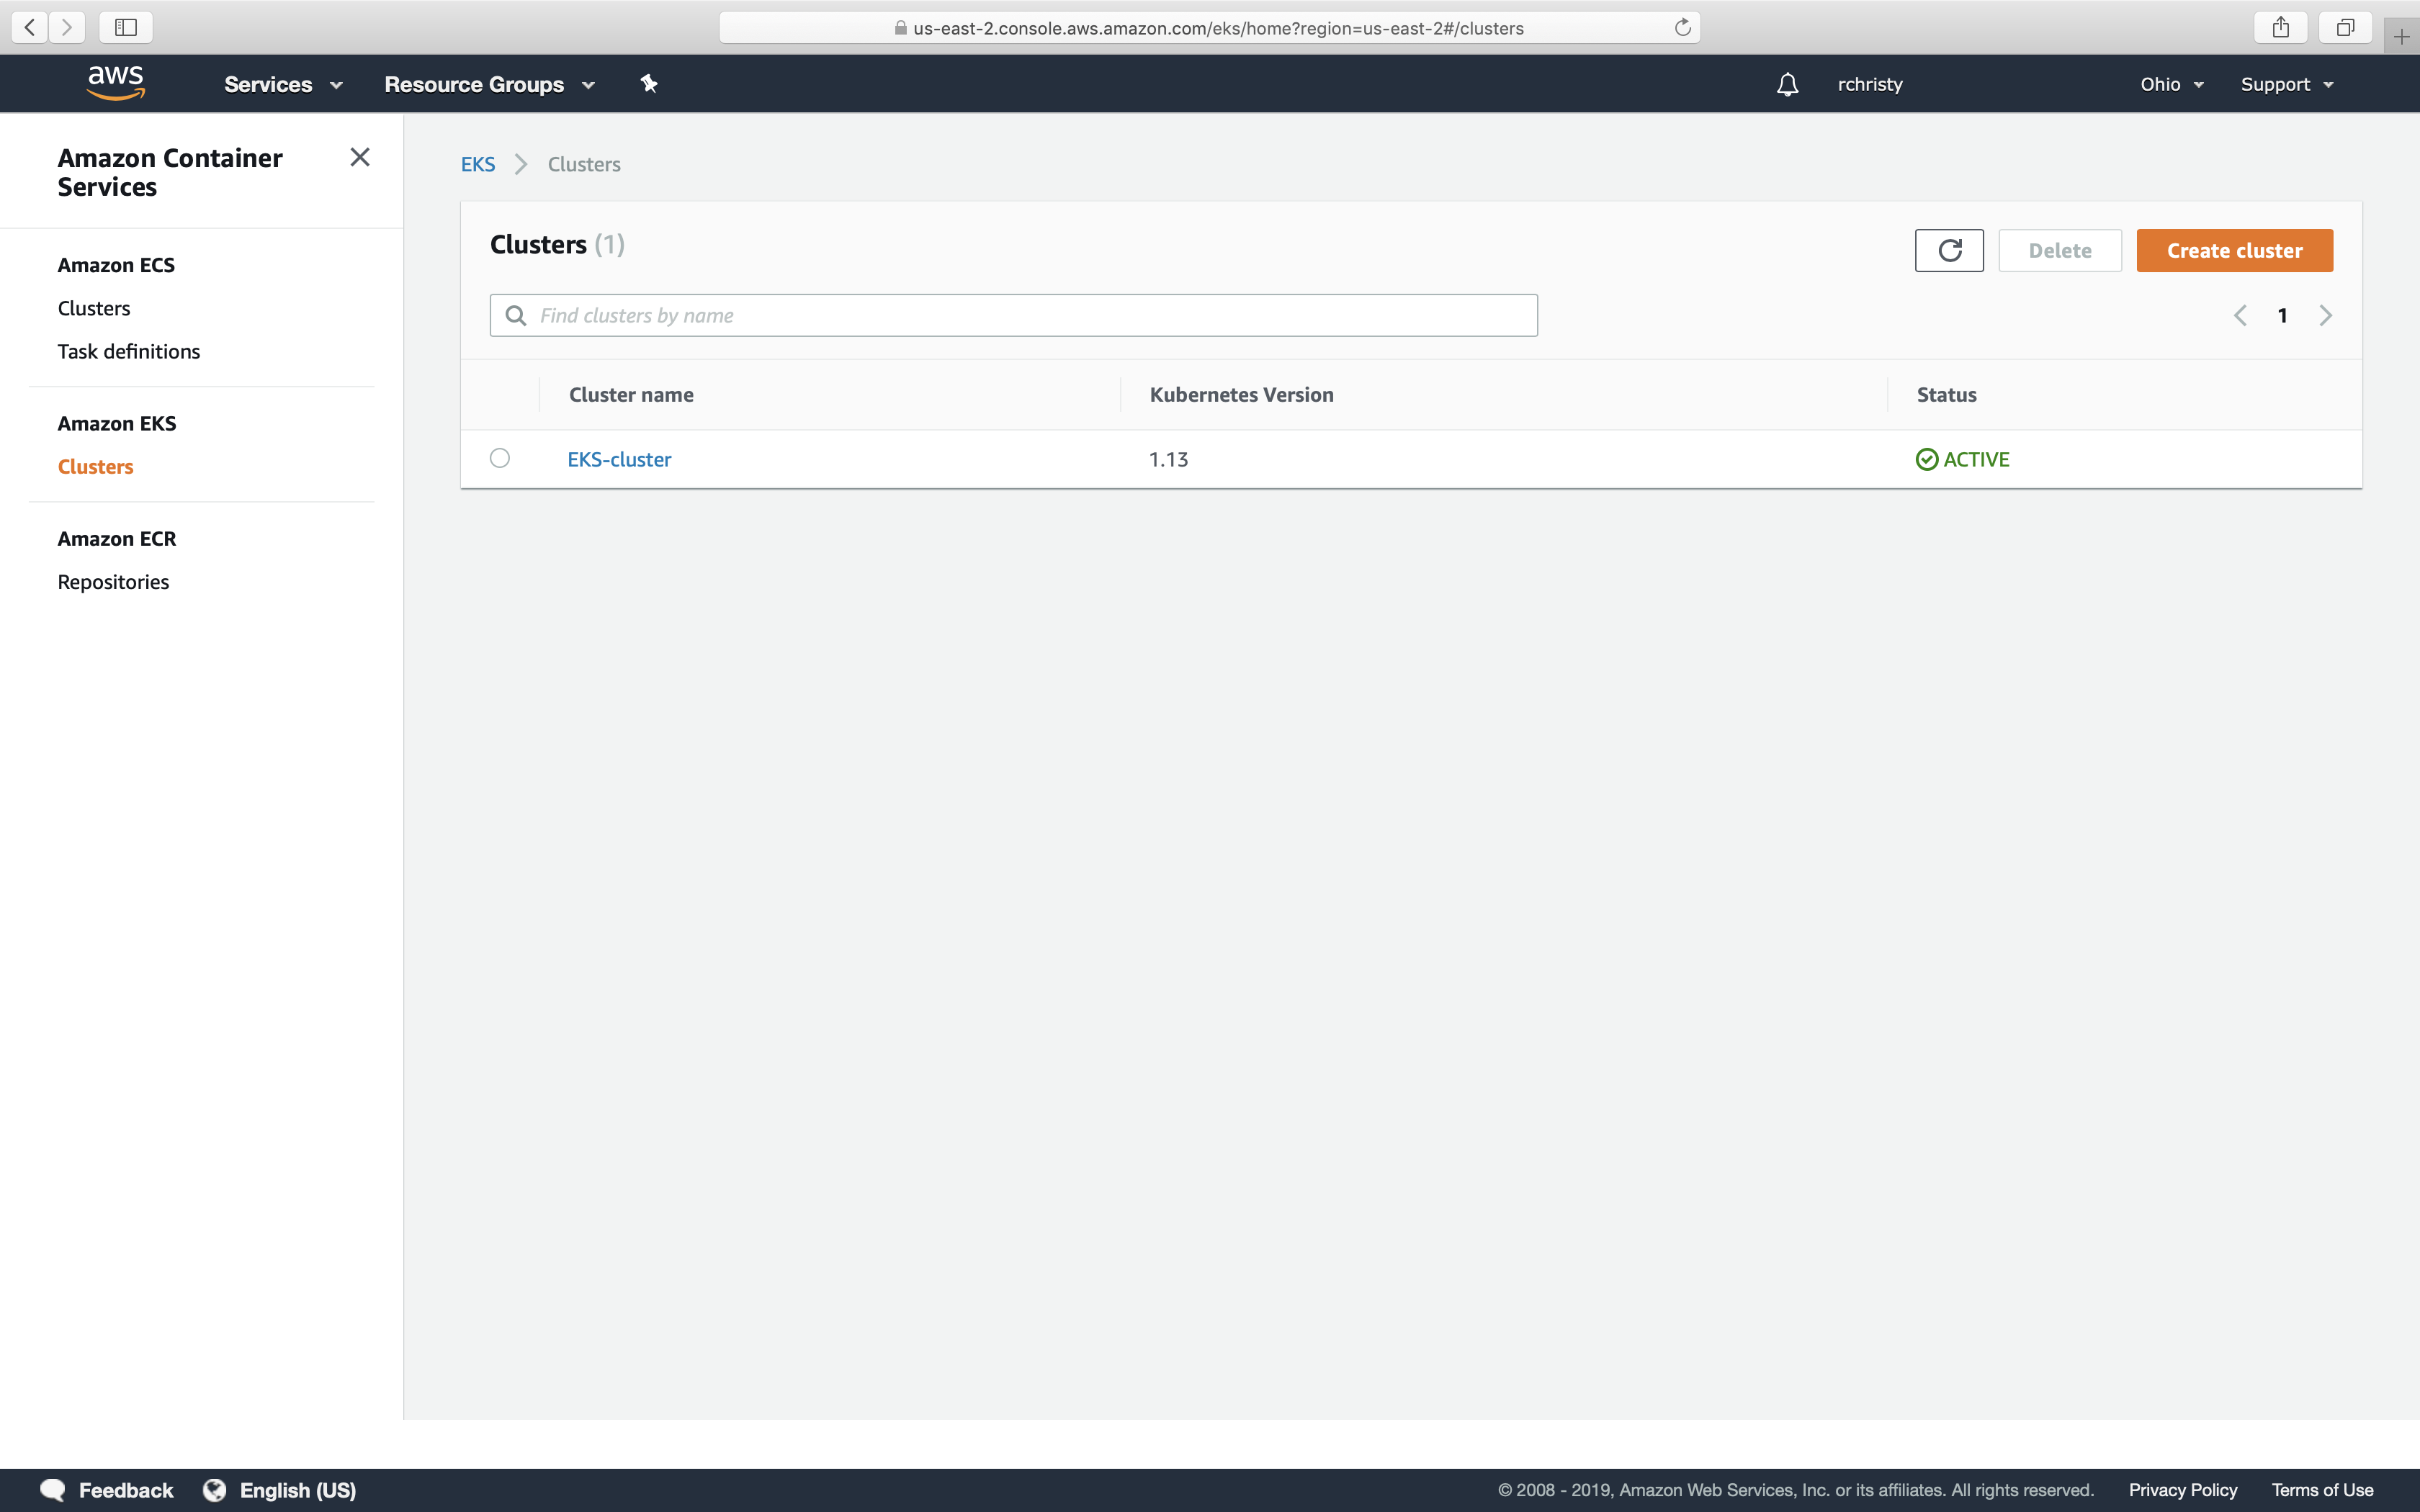 us-east-2.console.aws.amazon.com/eks/home?region=us-east-2#/clusters
aws Services Resource Groups rchristy Ohio Support
Amazon Container
Services
Amazon ECS
Clusters
Task definitions
Amazon EKS
Clusters
Amazon ECR
Repositories
EKS Clusters
Clusters (1)
Delete Create cluster
Find clusters by name
1
Cluster name Kubernetes Version Status
EKS-cluster 1.13 ACTIVE
Feedback English (US) © 2008 - 2019, Amazon Web Services, Inc. or its affiliates. All rights reserved. Privacy Policy Terms of Use